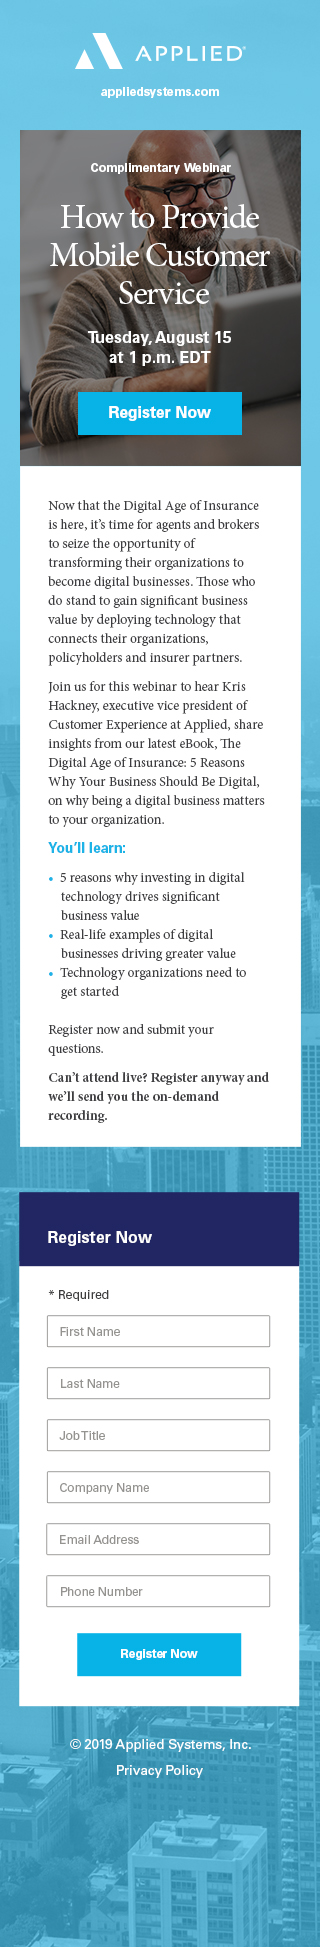 APPLIED®
appliedsystems.com
Complimentary Webinar
How to Provide
Mobile Customer
Service
Tuesday, August 15
at 1 p.m. EDT
Register Now
Now that the Digital Age of Insurance
is here, it's time for agents and brokers
to seize the opportunity of
transforming their organizations to
become digital businesses. Those who
do stand to gain significant business
value by deploying technology that
connects their organizations,
policyholders and insurer partners.
Join us for this webinar to hear Kris
Hackney, executive vice president of
Customer Experience at Applied, share
insights from our latest eBook, The
Digital Age of Insurance: 5 Reasons
Why Your Business Should Be Digital,
on why being a digital business matters
to your organization.
You'll learn:
• 5 reasons why investing in digital
technology drives significant
business value
• Real-life examples of digital
businesses driving greater value
• Technology organizations need to
get started
Register now and submit your
questions.
Can't attend live? Register anyway and
we'll send you the on-demand
recording.
Register Now
* Required
First Name
Last Name
Job Title
Company Name
Email Address
Phone Number
Register Now
© 2019 Applied Systems, Inc.
Privacy Policy